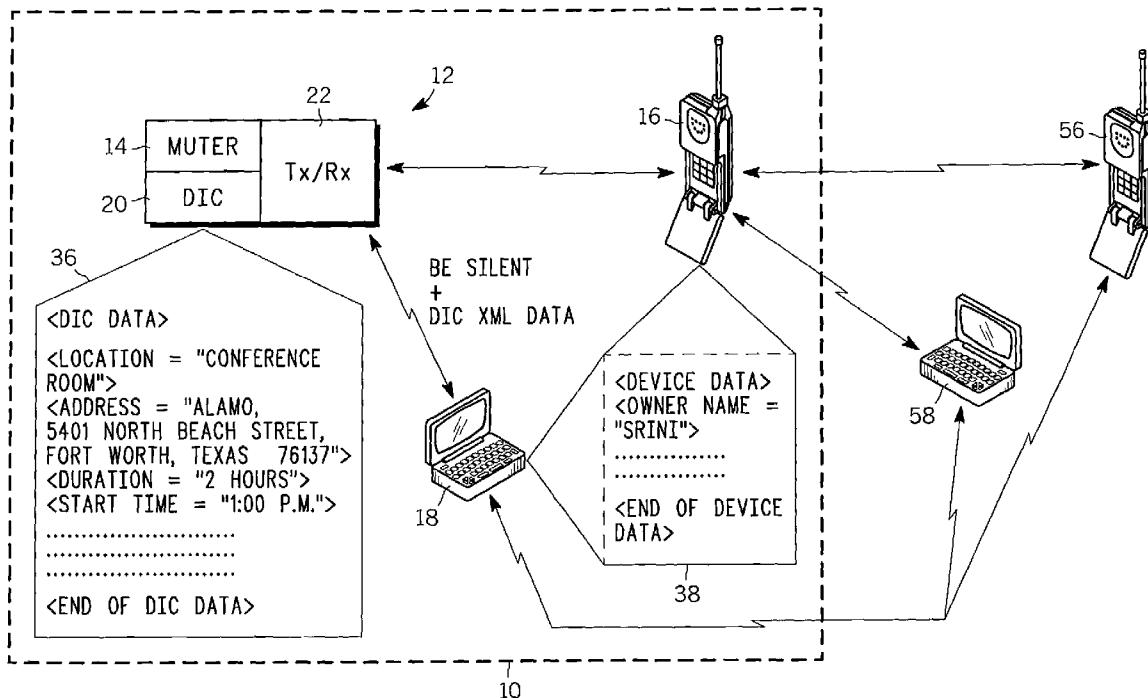 12
22
14
MUTER
Tx/Rx
20
DIC
16
56
36
BE SILENT
+
DIC XML DATA
<DIC DATA>
<LOCATION = "CONFERENCE
ROOM">
<ADDRESS = "ALAMO,
5401 NORTH BEACH STREET,
FORT WORTH, TEXAS 76137">
<DURATION = "2 HOURS">
<START TIME = "1:00 P.M.">
..........................
..........................
..........................
<END OF DIC DATA>
18
<DEVICE DATA>
<OWNER NAME =
"SRINI">
................
................
<END OF DEVICE
DATA>
38
58
10